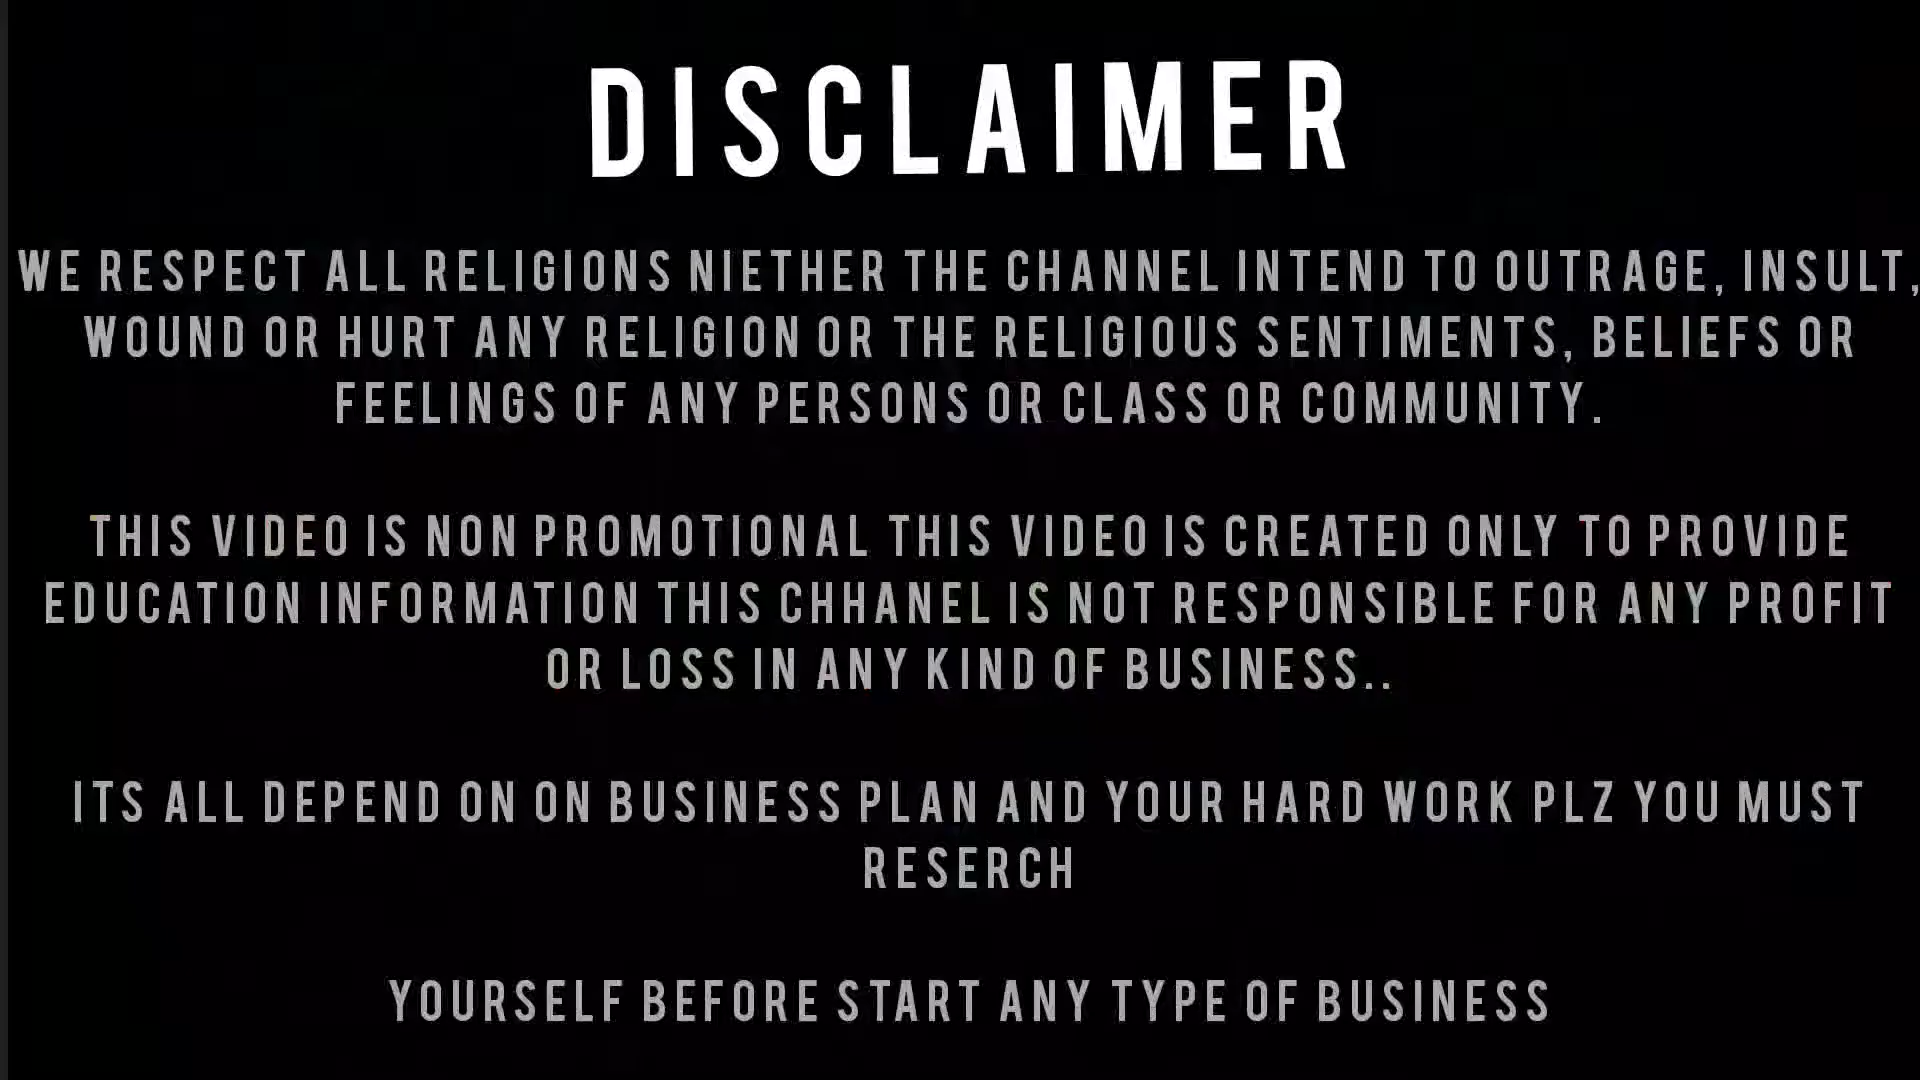 DISCLAIMER
WE RESPECT ALL RELIGIONS NIETHER THE CHANNEL INTEND TO OUTRAGE, INSULT,
WOUND OR HURT ANY RELIGION OR THE RELIGIOUS SENTIMENTS, BELIEFS OR
FEELINGS OF ANY PERSONS OR CLASS OR COMMUNITY.
THIS VIDEO IS NON PROMOTIONAL THIS VIDEO IS CREATED ONLY TO PROVIDE
EDUCATION INFORMATION THIS CHHANEL IS NOT RESPONSIBLE FOR ANY PROFIT
OR LOSS IN ANY KIND OF BUSINESS..
ITS ALL DEPEND ON ON BUSINESS PLAN AND YOUR HARD WORK PLZ YOU MUST
RESERCH
YOURSELF BEFORE START ANY TYPE OF BUSINESS